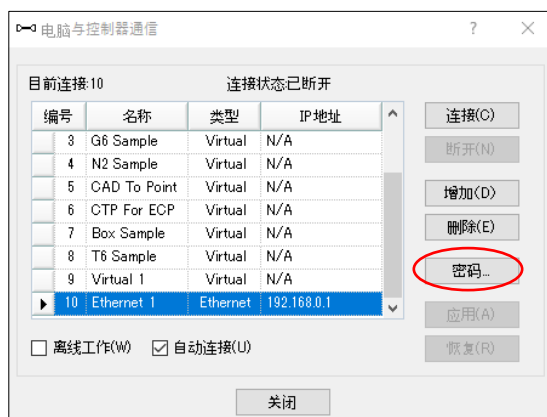 电脑与控制器通信
目前连接:10 连接状态:已断开
编号 名称 类型 IP地址
3 G6 Sample Virtual N/A
4 N2 Sample Virtual N/A
5 CAD To Point Virtual N/A
6 CTP For ECP Virtual N/A
7 Box Sample Virtual N/A
8 T6 Sample Virtual N/A
9 Virtual 1 Virtual N/A
10 Ethernet 1 Ethernet 192.168.0.1
连接(C)
断开(N)
增加(D)
删除(E)
密码...
应用(A)
恢复(R)
离线工作(W) 自动连接(U)
关闭